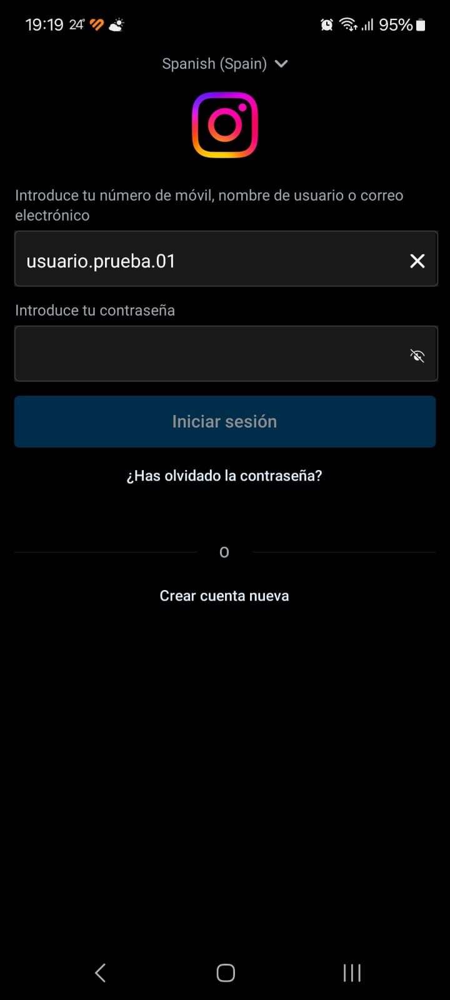 19:19 24° 95%
Spanish (Spain)
Introduce tu número de móvil, nombre de usuario o correo
electrónico
usuario.prueba.01
Introduce tu contraseña
Iniciar sesión
¿Has olvidado la contraseña?
O
Crear cuenta nueva